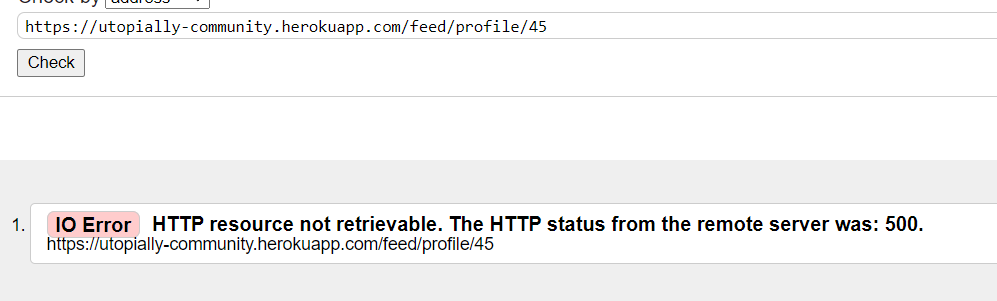 Check by address
https://utopially-community.herokuapp.com/feed/profile/45
Check
1. IO Error HTTP resource not retrievable. The HTTP status from the remote server was: 500.
https://utopially-community.herokuapp.com/feed/profile/45